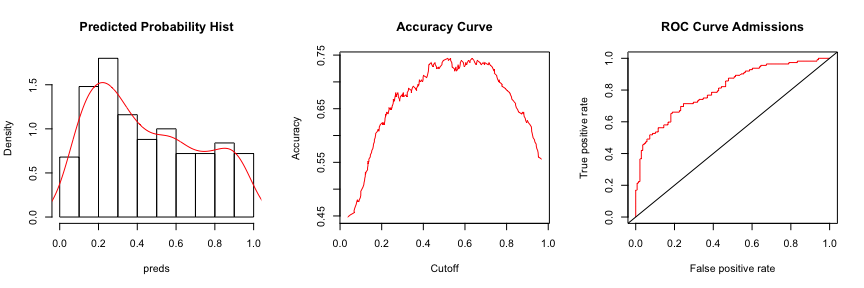 Predicted Probability Hist
Density
0.0
0.5
1.0
1.5
0.0 0.2 0.4 0.6 0.8 1.0
preds
Accuracy Curve
Accuracy
0.45
0.55
0.65
0.75
0.0 0.2 0.4 0.6 0.8 1.0
Cutoff
ROC Curve Admissions
True positive rate
0.0
0.2
0.4
0.6
0.8
1.0
0.0 0.2 0.4 0.6 0.8 1.0
False positive rate